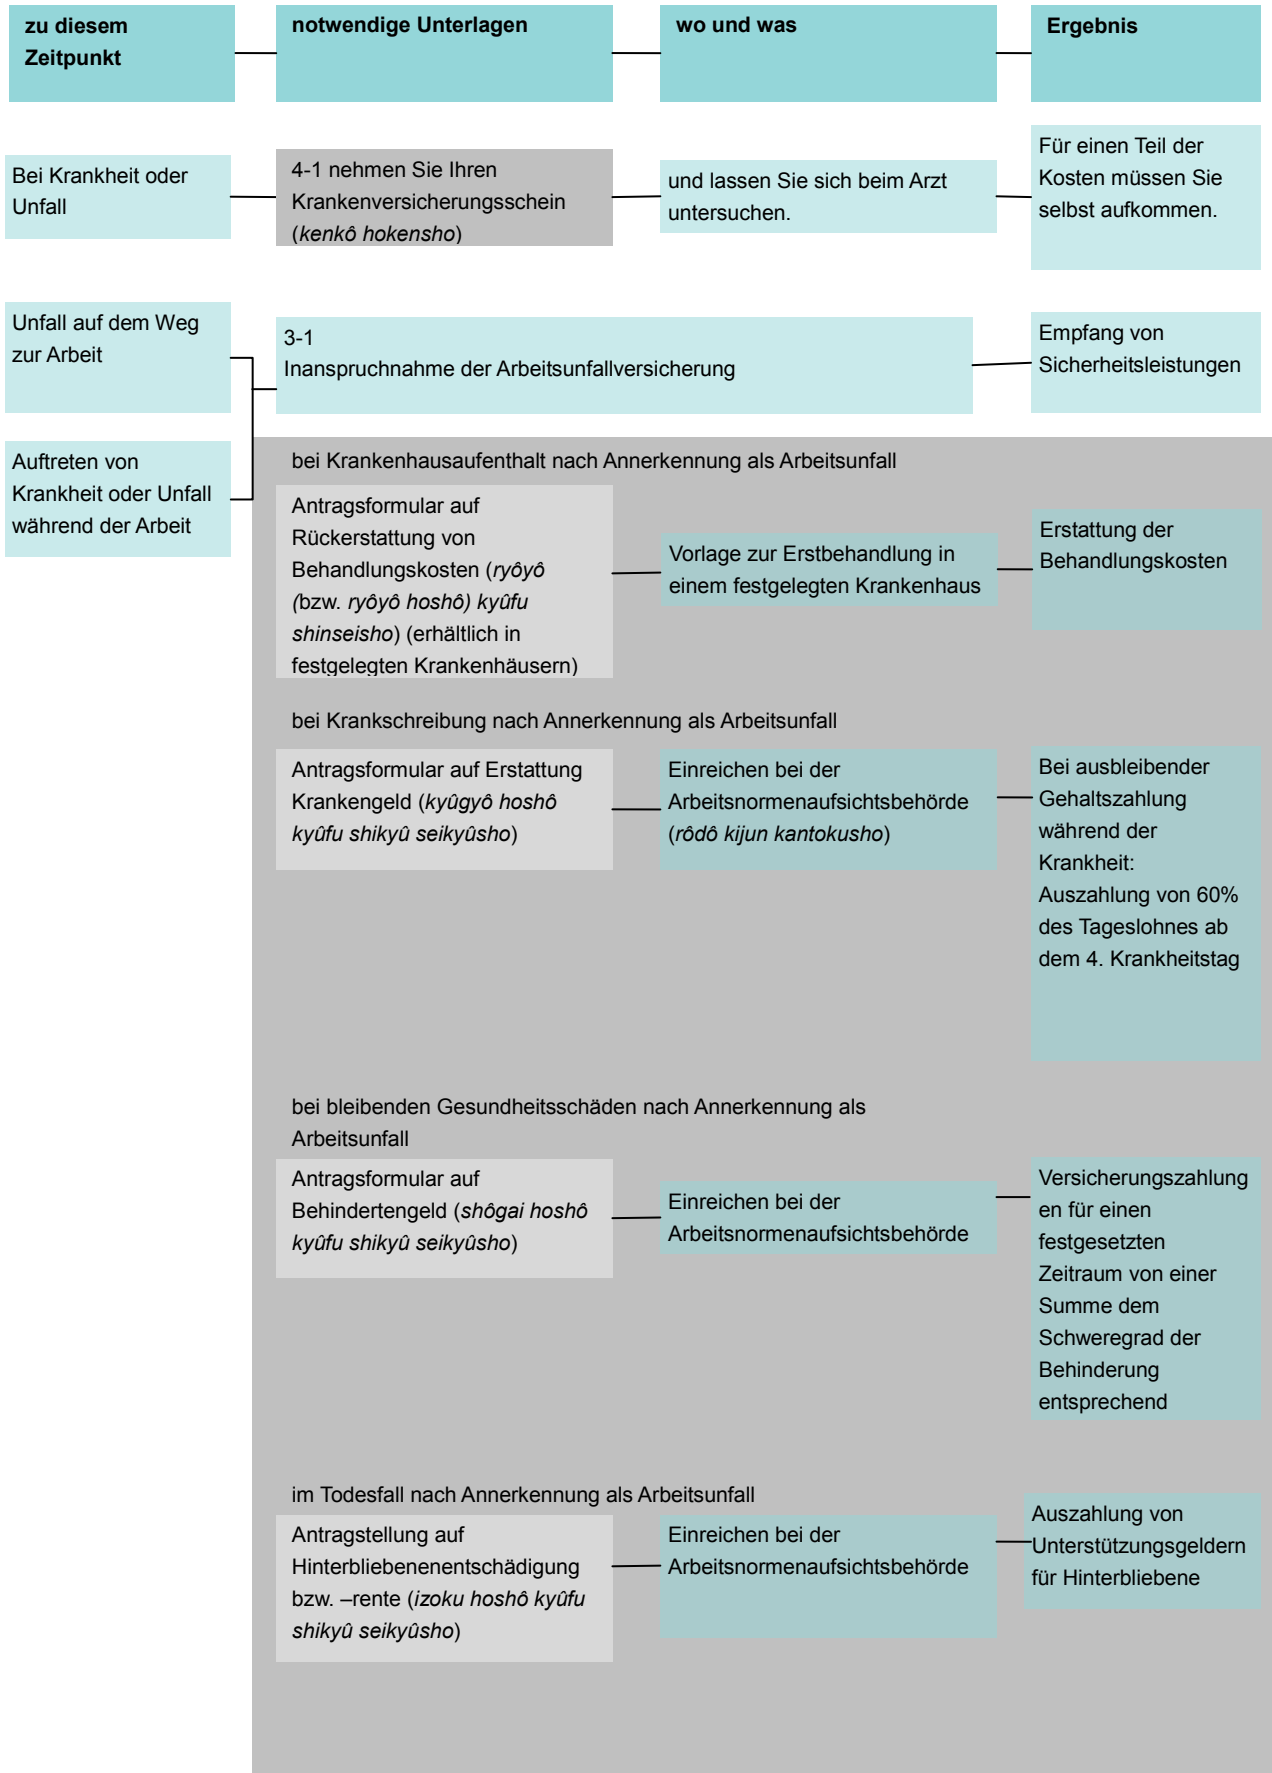 zu diesem
Zeitpunkt
notwendige Unterlagen
wo und was
Ergebnis
Bei Krankheit oder
Unfall
4-1 nehmen Sie Ihren
Krankenversicherungsschein
(kenkô hokensho)
und lassen Sie sich beim Arzt
untersuchen.
Für einen Teil der
Kosten müssen Sie
selbst aufkommen.
Unfall auf dem Weg
zur Arbeit
3-1
Inanspruchnahme der Arbeitsunfallversicherung
Empfang von
Sicherheitsleistungen
Auftreten von
Krankheit oder Unfall
während der Arbeit
bei Krankenhausaufenthalt nach Annerkennung als Arbeitsunfall
Antragsformular auf
Rückerstattung von
Behandlungskosten (ryôyô
(bzw. ryôyô hoshô) kyûfu
shinseisho) (erhältlich in
festgelegten Krankenhäusern)
Vorlage zur Erstbehandlung in
einem festgelegten Krankenhaus
Erstattung der
Behandlungskosten
bei Krankschreibung nach Annerkennung als Arbeitsunfall
Antragsformular auf Erstattung
Krankengeld (kyûgyô hoshô
kyûfu shikyû seikyûsho)
Einreichen bei der
Arbeitsnormenaufsichtsbehörde
(rôdô kijun kantokusho)
Bei ausbleibender
Gehaltszahlung
während der
Krankheit:
Auszahlung von 60%
des Tageslohnes ab
dem 4. Krankheitstag
bei bleibenden Gesundheitsschäden nach Annerkennung als
Arbeitsunfall
Antragsformular auf
Behindertengeld (shôgai hoshô
kyûfu shikyû seikyûsho)
Einreichen bei der
Arbeitsnormenaufsichtsbehörde
Versicherungszahlung
en für einen
festgesetzten
Zeitraum von einer
Summe dem
Schweregrad der
Behinderung
entsprechend
im Todesfall nach Annerkennung als Arbeitsunfall
Antragstellung auf
Hinterbliebenenentschädigung
bzw. –rente (izoku hoshô kyûfu
shikyû seikyûsho)
Einreichen bei der
Arbeitsnormenaufsichtsbehörde
Auszahlung von
Unterstützungsgeldern
für Hinterbliebene